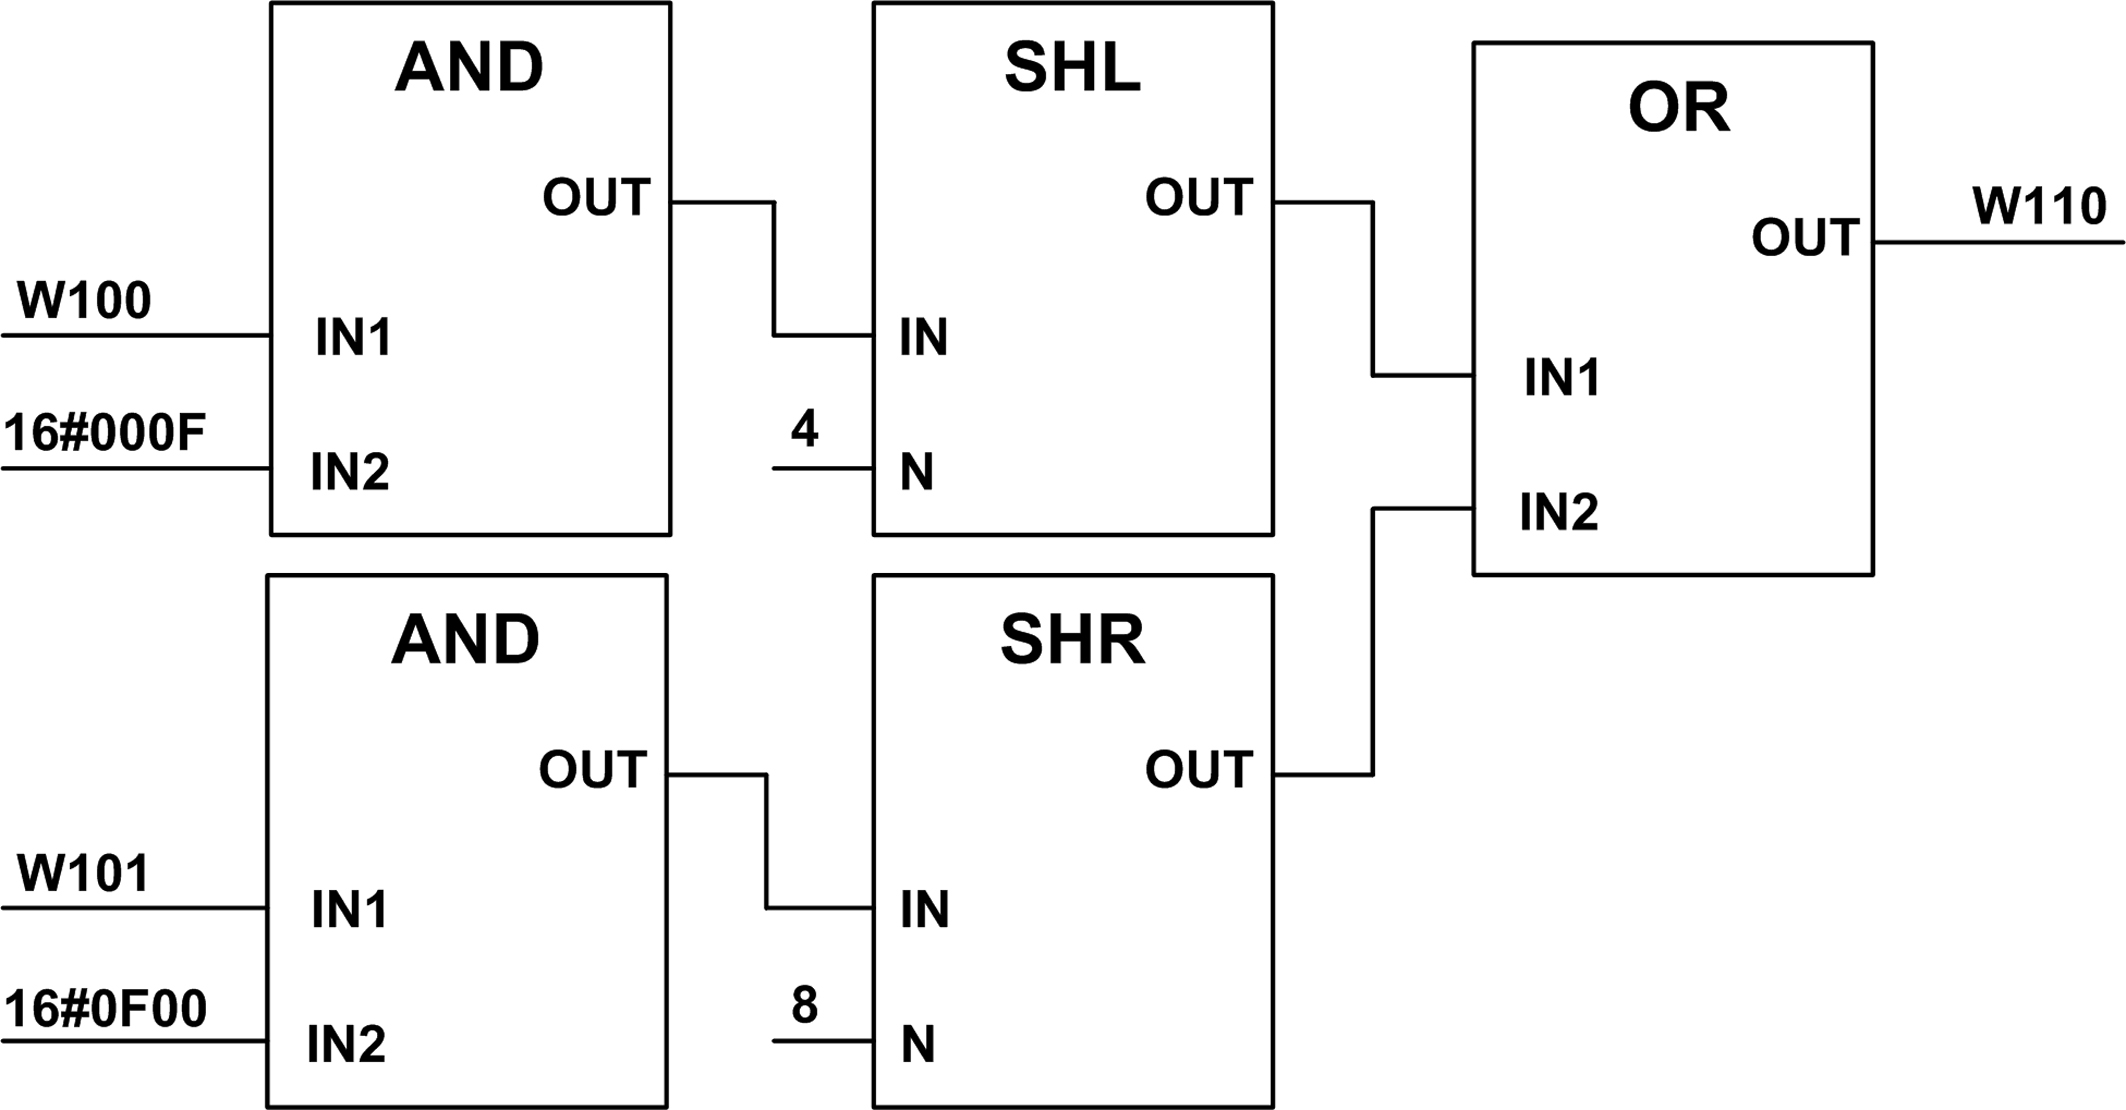 AND
OUT
W100
IN1
16#000F
IN2
SHL
OUT
IN
4
N
OR
OUT
W110
IN1
IN2
AND
OUT
W101
IN1
16#0F00
IN2
SHR
OUT
IN
8
N